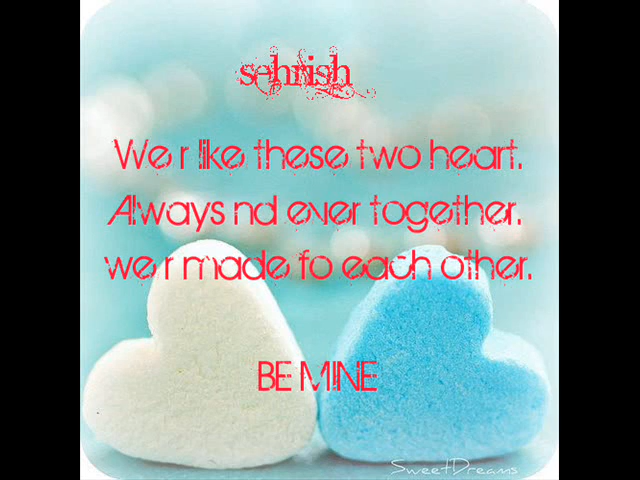 sehrish
We r like these two heart.
Always nd ever together.
we r made fo each other.
BE MINE
SweetDreams